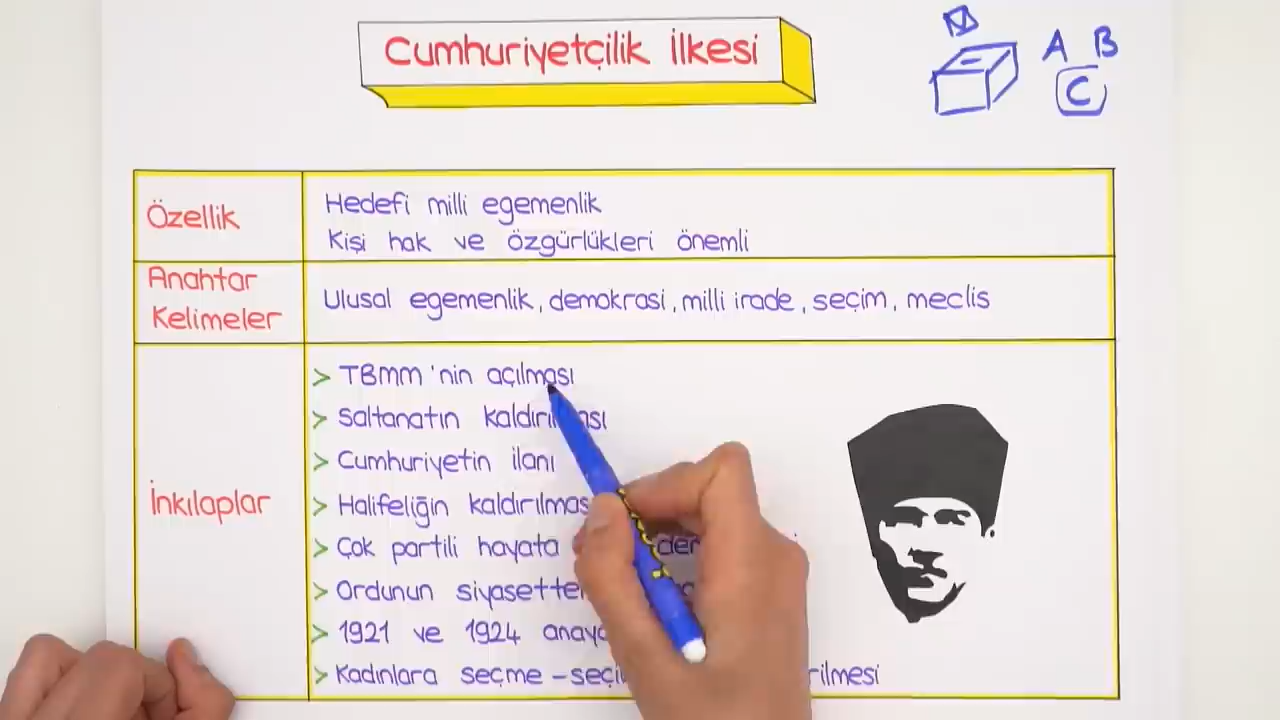 Cumhuriyetçilik İlkesi
A B
C
Özellik
Hedefi milli egemenlik
Kişi hak ve özgürlükleri önemli
Anahtar
Kelimeler
Ulusal egemenlik, demokrasi, milli irade, seçim, meclis
İnkılaplar
> TBMM'nin açılması
> Saltanatın
> Cumhuriyetin ilanı
> Halifeliğin
> Çok partili hayata
> Ordunun
> 1921 ve 1924
> Kadınlara seçme -